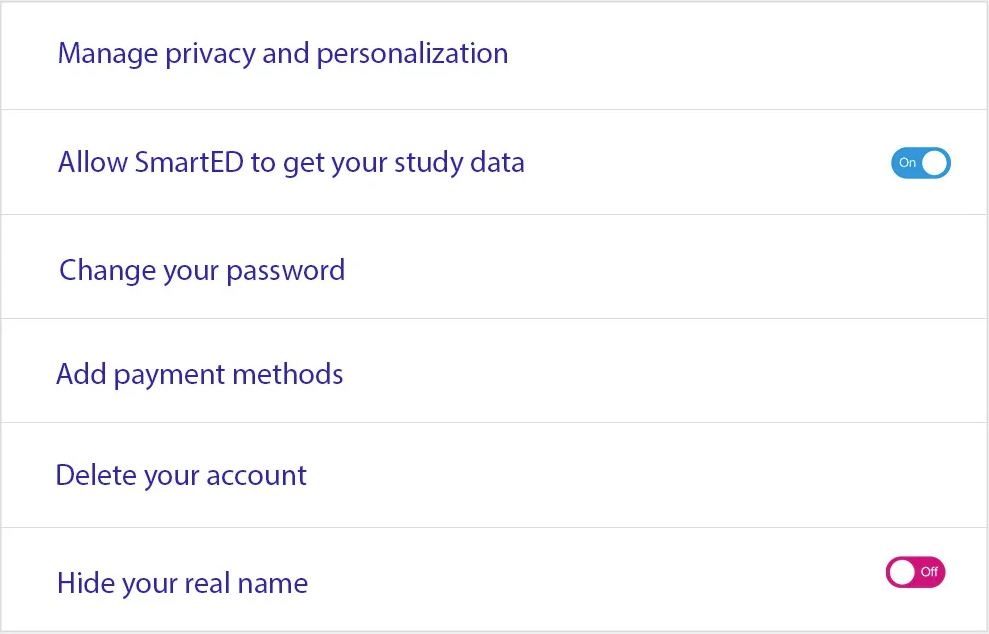 Manage privacy and personalization
Allow SmartED to get your study data
On
Change your password
Add payment methods
Delete your account
Hide your real name
Off